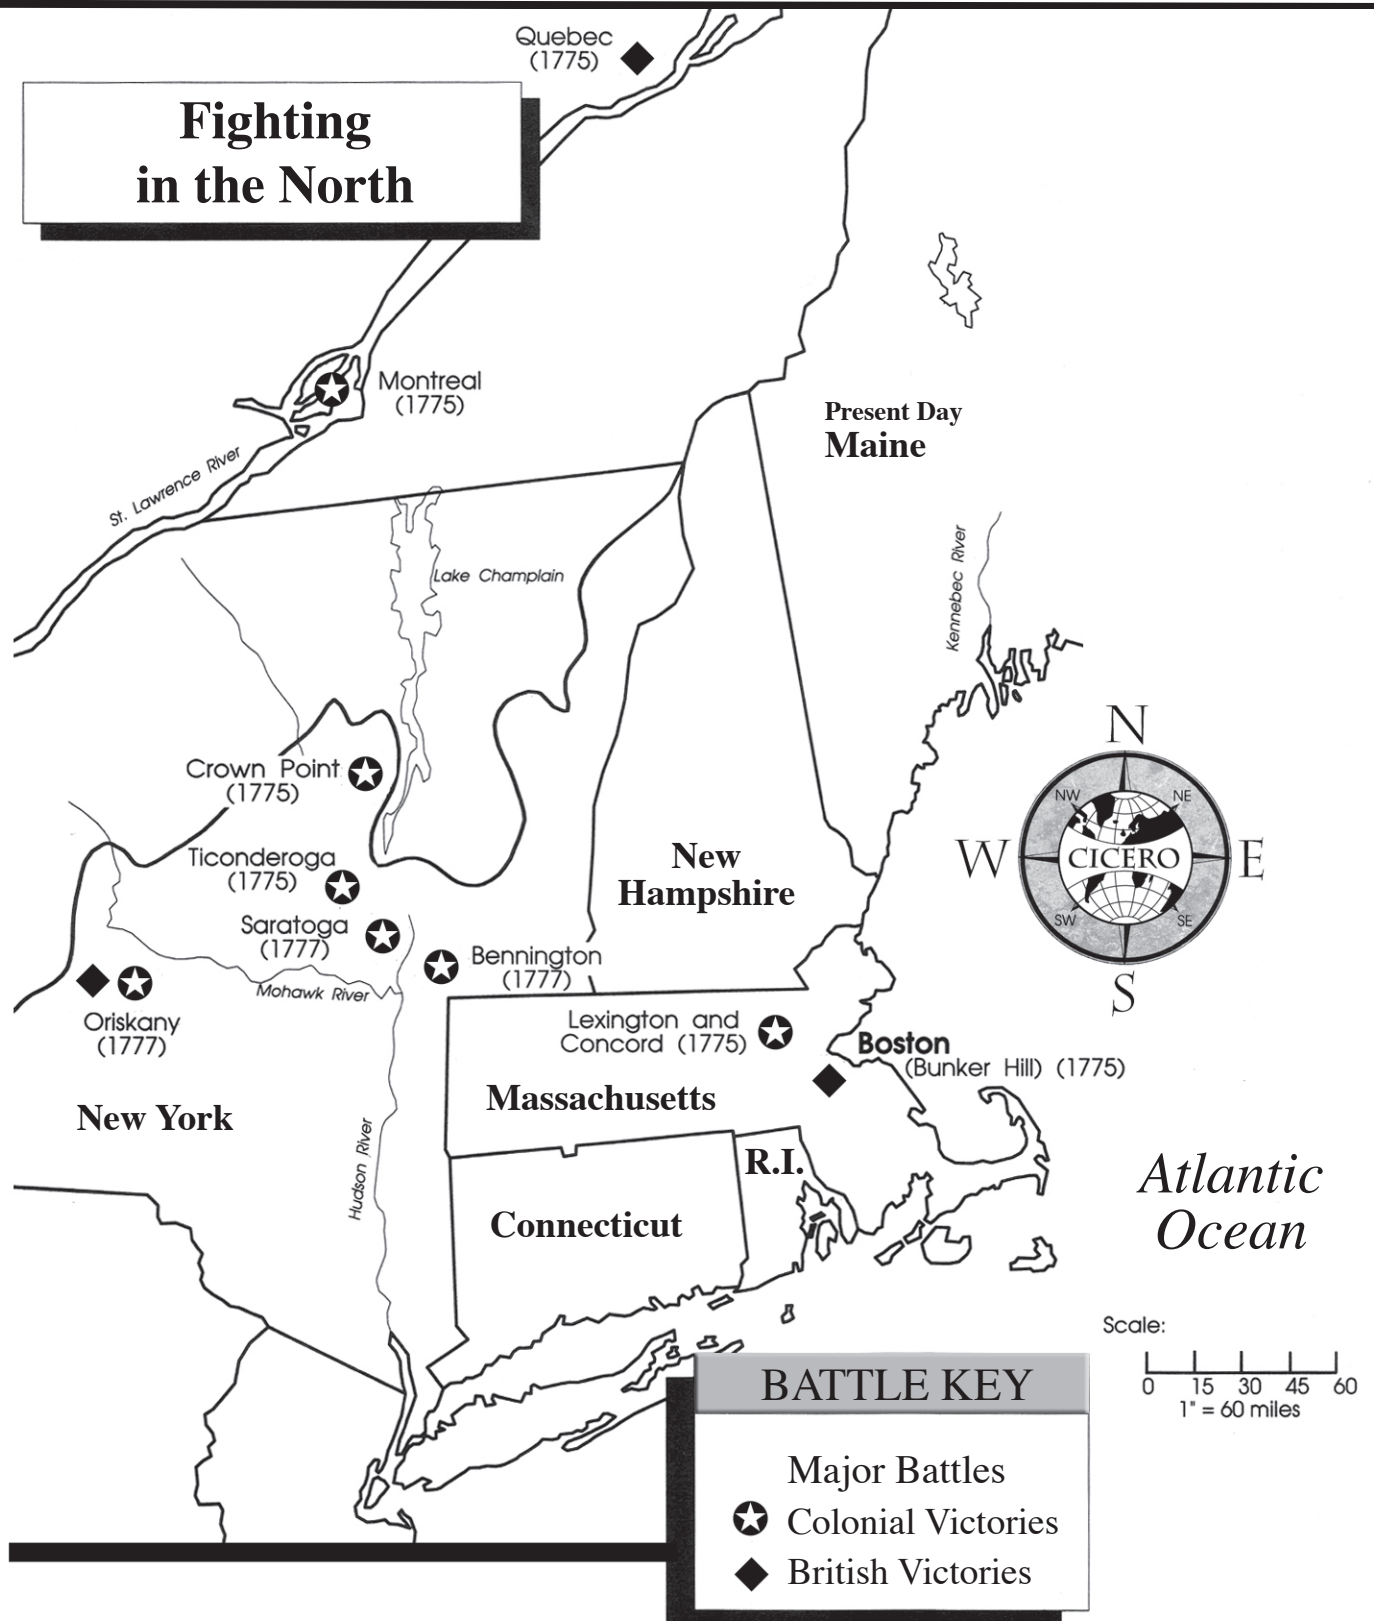 Quebec
(1775)
Fighting
in the North
Montreal
(1775)
St. Lawrence River
Present Day
Maine
Kennebec River
Lake Champlain
N
NW
NE
W
CICERO
E
SW
SE
S
Crown Point
(1775)
Ticonderoga
(1775)
New
Hampshire
Saratoga
(1777)
Bennington
(1777)
Mohawk River
Oriskany
(1777)
Lexington and
Concord (1775)
Boston
(Bunker Hill) (1775)
Massachusetts
New York
Hudson River
R.I.
Connecticut
Atlantic
Ocean
Scale:
0 15 30 45 60
1" = 60 miles
BATTLE KEY
Major Battles
Colonial Victories
British Victories